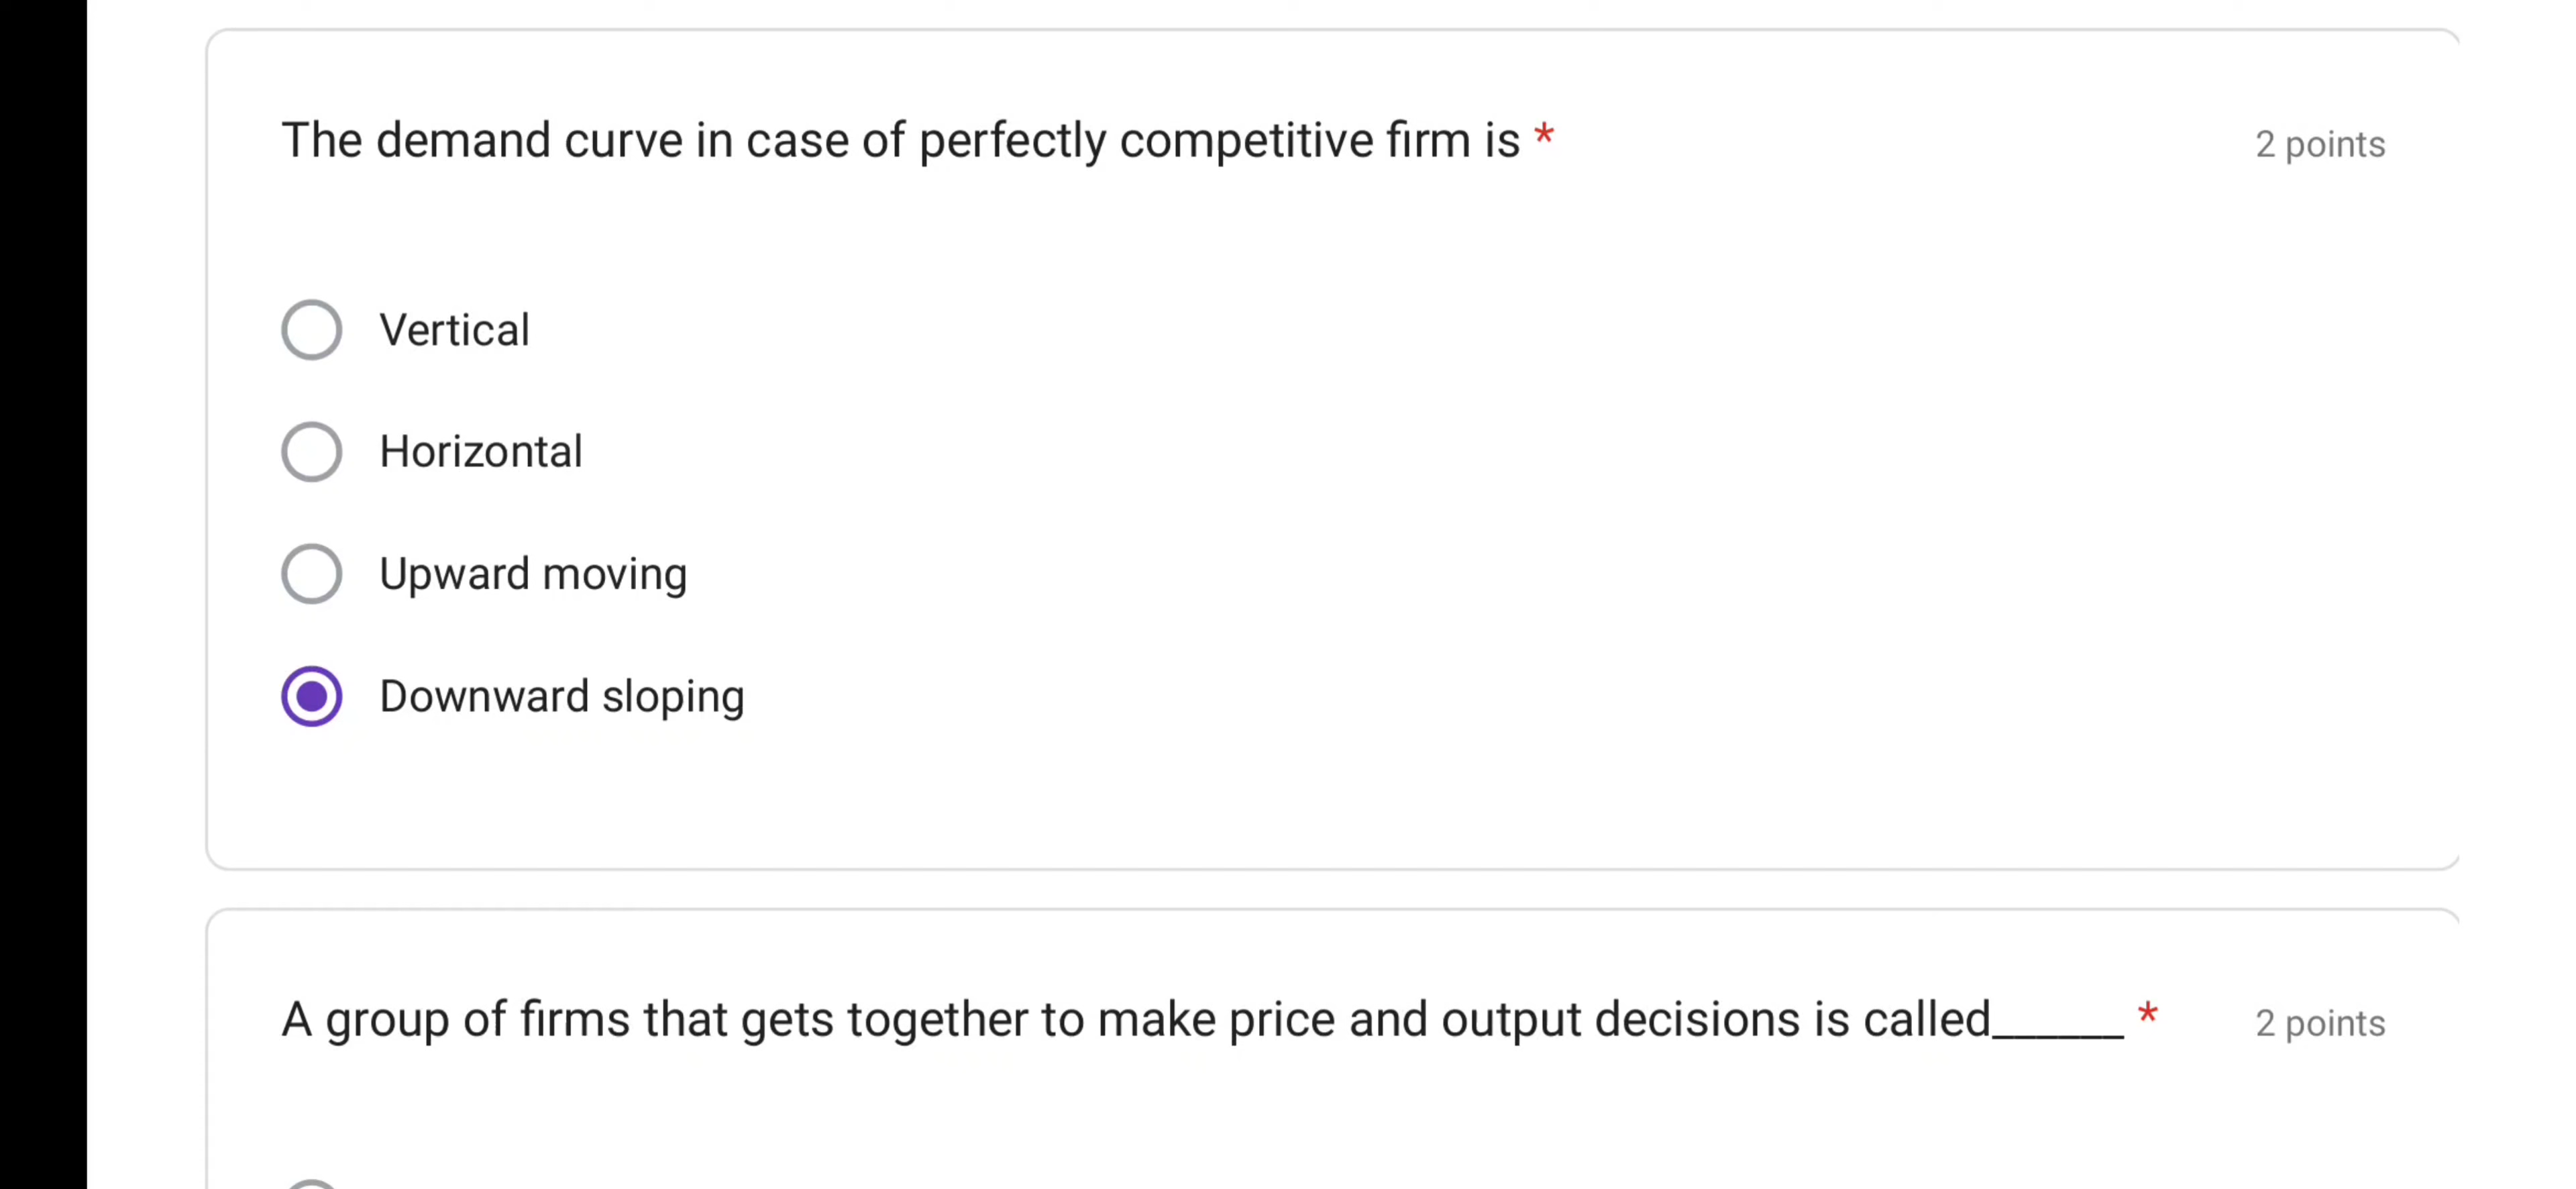 The demand curve in case of perfectly competitive firm is *
2 points
Vertical
Horizontal
Upward moving
Downward sloping
A group of firms that gets together to make price and output decisions is called______ *
2 points